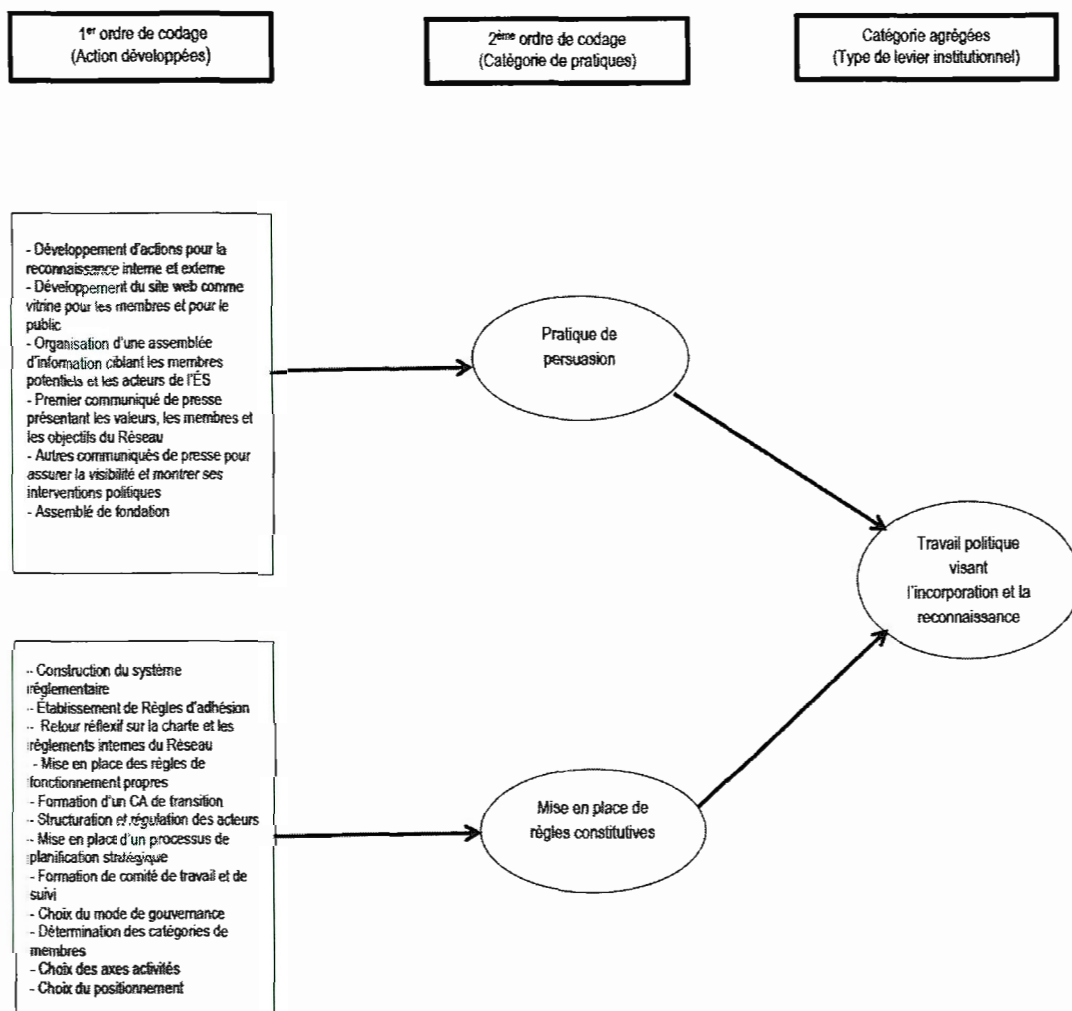 1er ordre de codage
(Action développées)
2ème ordre de codage
(Catégorie de pratiques)
Catégorie agrégées
(Type de levier institutionnel)
- Développement d'actions pour la
reconnaissance interne et externe
- Développement du site web comme
vitrine pour les membres et pour le
public
- Organisation d'une assemblée
d'information ciblant les membres
potentiels et les acteurs de l'ÉS
- Premier communiqué de presse
présentant les valeurs, les membres et
les objectifs du Réseau
- Autres communiqués de presse pour
assurer la visibilité et montrer ses
interventions politiques
- Assemblé de fondation
Pratique de
persuasion
Travail politique
visant
l'incorporation et la
reconnaissance
- Construction du système
réglementaire
- Établissement de Règles d'adhésion
- Retour réflexif sur la charte et les
règlements internes du Réseau
- Mise en place des règles de
fonctionnement propres
- Formation d'un CA de transition
- Structuration et régulation des acteurs
- Mise en place d'un processus de
planification stratégique
- Formation de comité de travail et de
suivi
- Choix du mode de gouvernance
- Détermination des catégories de
membres
- Choix des axes activités
- Choix du positionnement
Mise en place de
règles constitutives